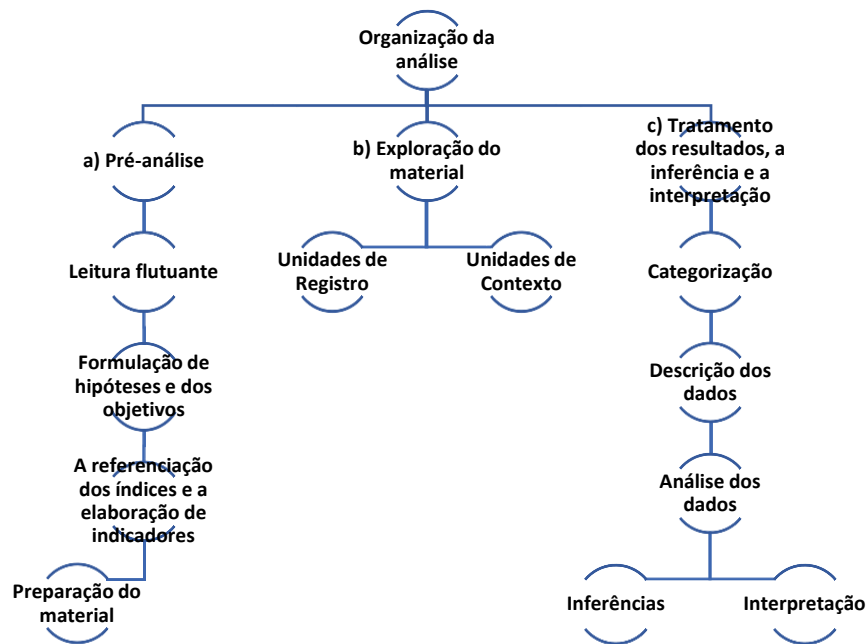 Organização da
análise
a) Pré-análise
b) Exploração do
material
c) Tratamento
dos resultados, a
inferência e a
interpretação
Leitura flutuante
Unidades de
Registro
Unidades de
Contexto
Categorização
Formulação de
hipóteses e dos
objetivos
Descrição dos
dados
A referenciação
dos índices e a
elaboração de
indicadores
Análise dos
dados
Preparação do
material
Inferências
Interpretação